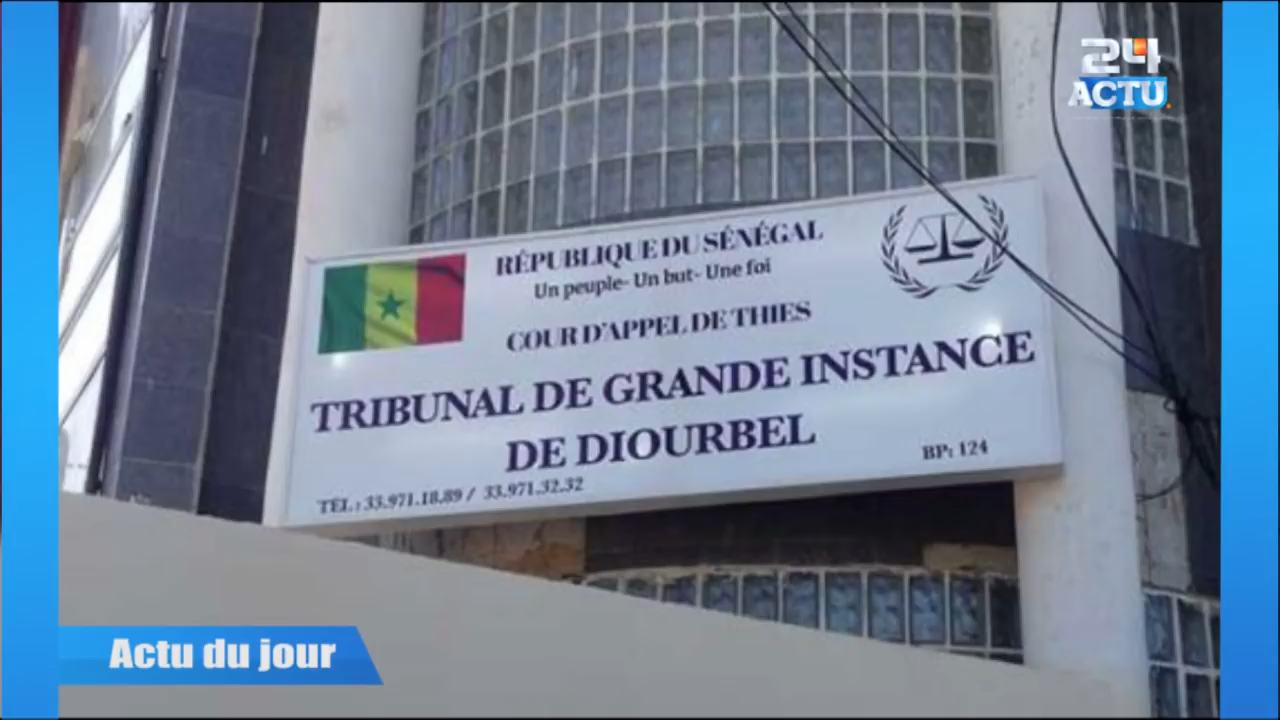 24
ACTU
RÉPUBLIQUE DU SÉNÉGAL
Un peuple- Un but- Une foi
COUR D'APPEL DE THIES
TRIBUNAL DE GRANDE INSTANCE
DE DIOURBEL
BP: 124
TÉL : 33.971.18.89 / 33.971.32.32
Actu du jour